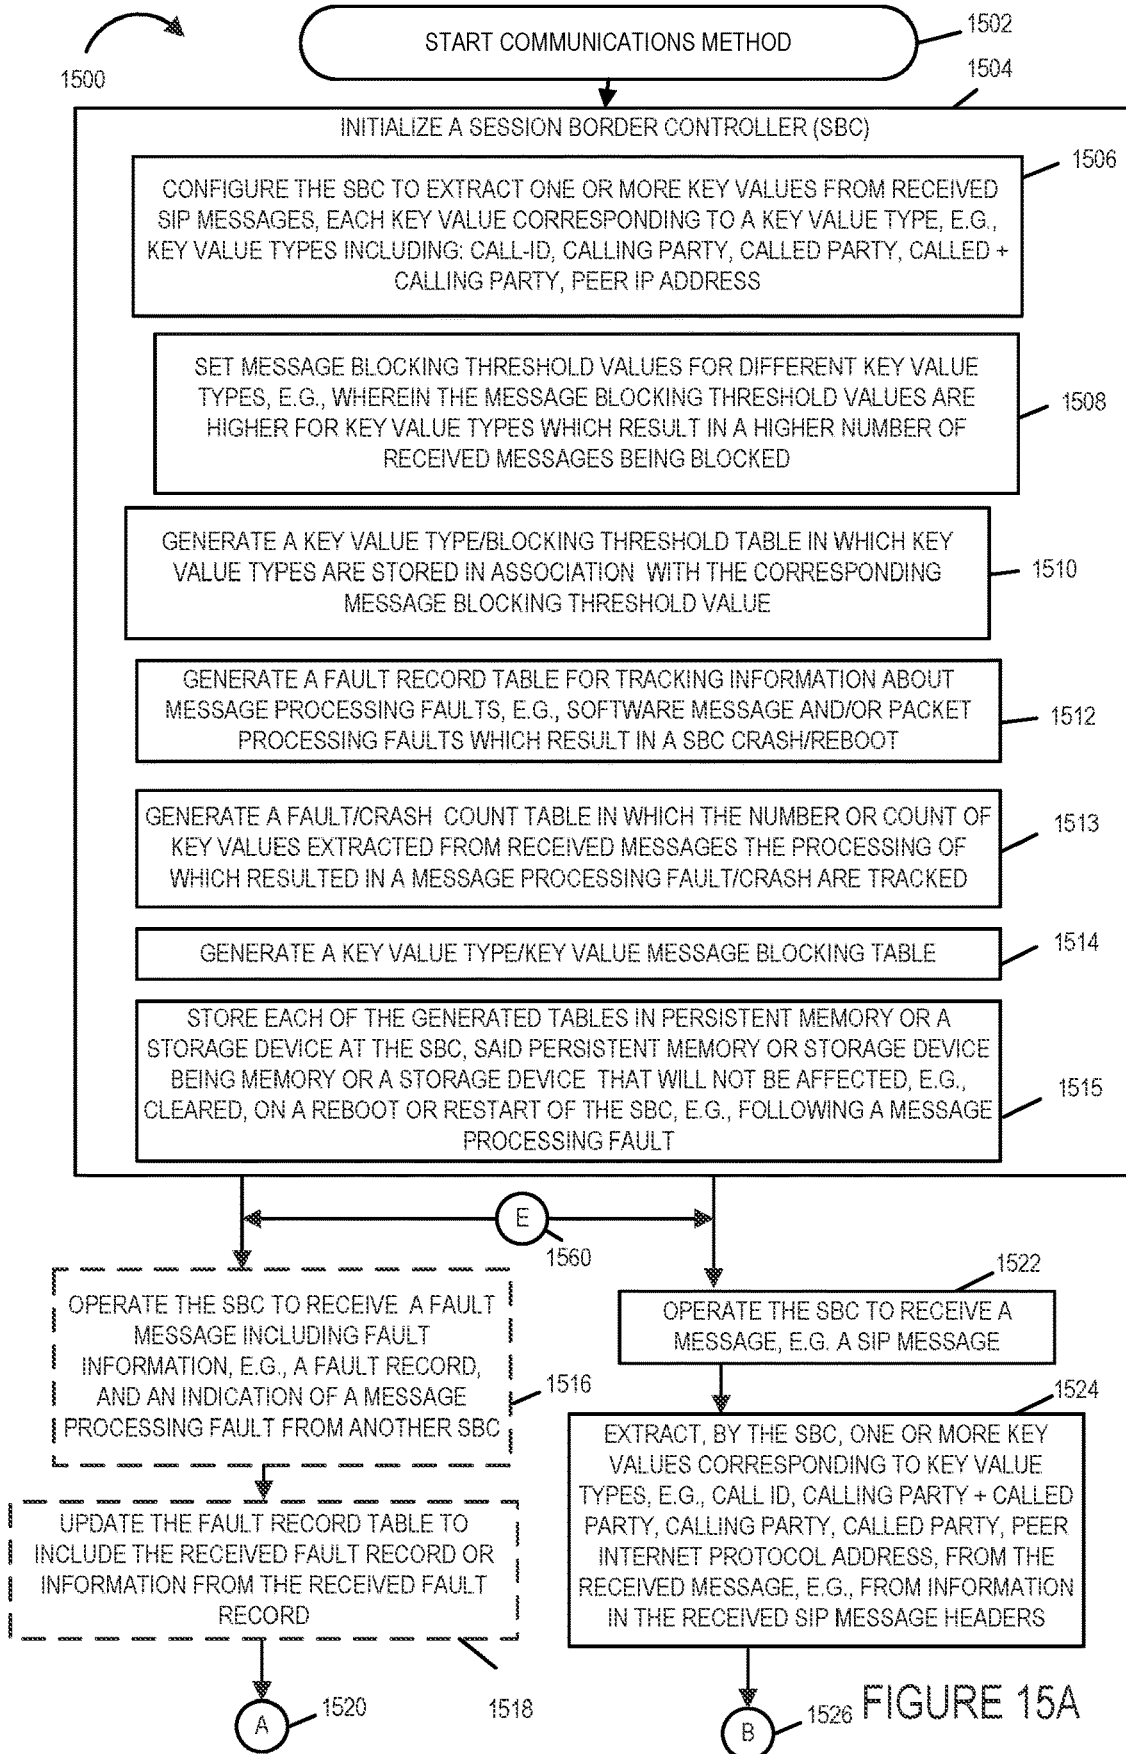 START COMMUNICATIONS METHOD
1502
1500
1504
INITIALIZE A SESSION BORDER CONTROLLER (SBC)
1506
CONFIGURE THE SBC TO EXTRACT ONE OR MORE KEY VALUES FROM RECEIVED
SIP MESSAGES, EACH KEY VALUE CORRESPONDING TO A KEY VALUE TYPE, E.G.,
KEY VALUE TYPES INCLUDING: CALL-ID, CALLING PARTY, CALLED PARTY, CALLED +
CALLING PARTY, PEER IP ADDRESS
SET MESSAGE BLOCKING THRESHOLD VALUES FOR DIFFERENT KEY VALUE
TYPES, E.G., WHEREIN THE MESSAGE BLOCKING THRESHOLD VALUES ARE
HIGHER FOR KEY VALUE TYPES WHICH RESULT IN A HIGHER NUMBER OF
RECEIVED MESSAGES BEING BLOCKED
1508
GENERATE A KEY VALUE TYPE/BLOCKING THRESHOLD TABLE IN WHICH KEY
VALUE TYPES ARE STORED IN ASSOCIATION WITH THE CORRESPONDING
MESSAGE BLOCKING THRESHOLD VALUE
1510
GENERATE A FAULT RECORD TABLE FOR TRACKING INFORMATION ABOUT
MESSAGE PROCESSING FAULTS, E.G., SOFTWARE MESSAGE AND/OR PACKET
PROCESSING FAULTS WHICH RESULT IN A SBC CRASH/REBOOT
1512
GENERATE A FAULT/CRASH COUNT TABLE IN WHICH THE NUMBER OR COUNT OF
KEY VALUES EXTRACTED FROM RECEIVED MESSAGES THE PROCESSING OF
WHICH RESULTED IN A MESSAGE PROCESSING FAULT/CRASH ARE TRACKED
1513
GENERATE A KEY VALUE TYPE/KEY VALUE MESSAGE BLOCKING TABLE
1514
STORE EACH OF THE GENERATED TABLES IN PERSISTENT MEMORY OR A
STORAGE DEVICE AT THE SBC, SAID PERSISTENT MEMORY OR STORAGE DEVICE
BEING MEMORY OR A STORAGE DEVICE THAT WILL NOT BE AFFECTED, E.G.,
CLEARED, ON A REBOOT OR RESTART OF THE SBC, E.G., FOLLOWING A MESSAGE
PROCESSING FAULT
1515
E
1560
OPERATE THE SBC TO RECEIVE A FAULT
MESSAGE INCLUDING FAULT
INFORMATION, E.G., A FAULT RECORD,
AND AN INDICATION OF A MESSAGE
PROCESSING FAULT FROM ANOTHER SBC
1516
UPDATE THE FAULT RECORD TABLE TO
INCLUDE THE RECEIVED FAULT RECORD OR
INFORMATION FROM THE RECEIVED FAULT
RECORD
1518
A
1520
1522
OPERATE THE SBC TO RECEIVE A
MESSAGE, E.G. A SIP MESSAGE
1524
EXTRACT, BY THE SBC, ONE OR MORE KEY
VALUES CORRESPONDING TO KEY VALUE
TYPES, E.G., CALL ID, CALLING PARTY + CALLED
PARTY, CALLING PARTY, CALLED PARTY, PEER
INTERNET PROTOCOL ADDRESS, FROM THE
RECEIVED MESSAGE, E.G., FROM INFORMATION
IN THE RECEIVED SIP MESSAGE HEADERS
B
1526
FIGURE 15A